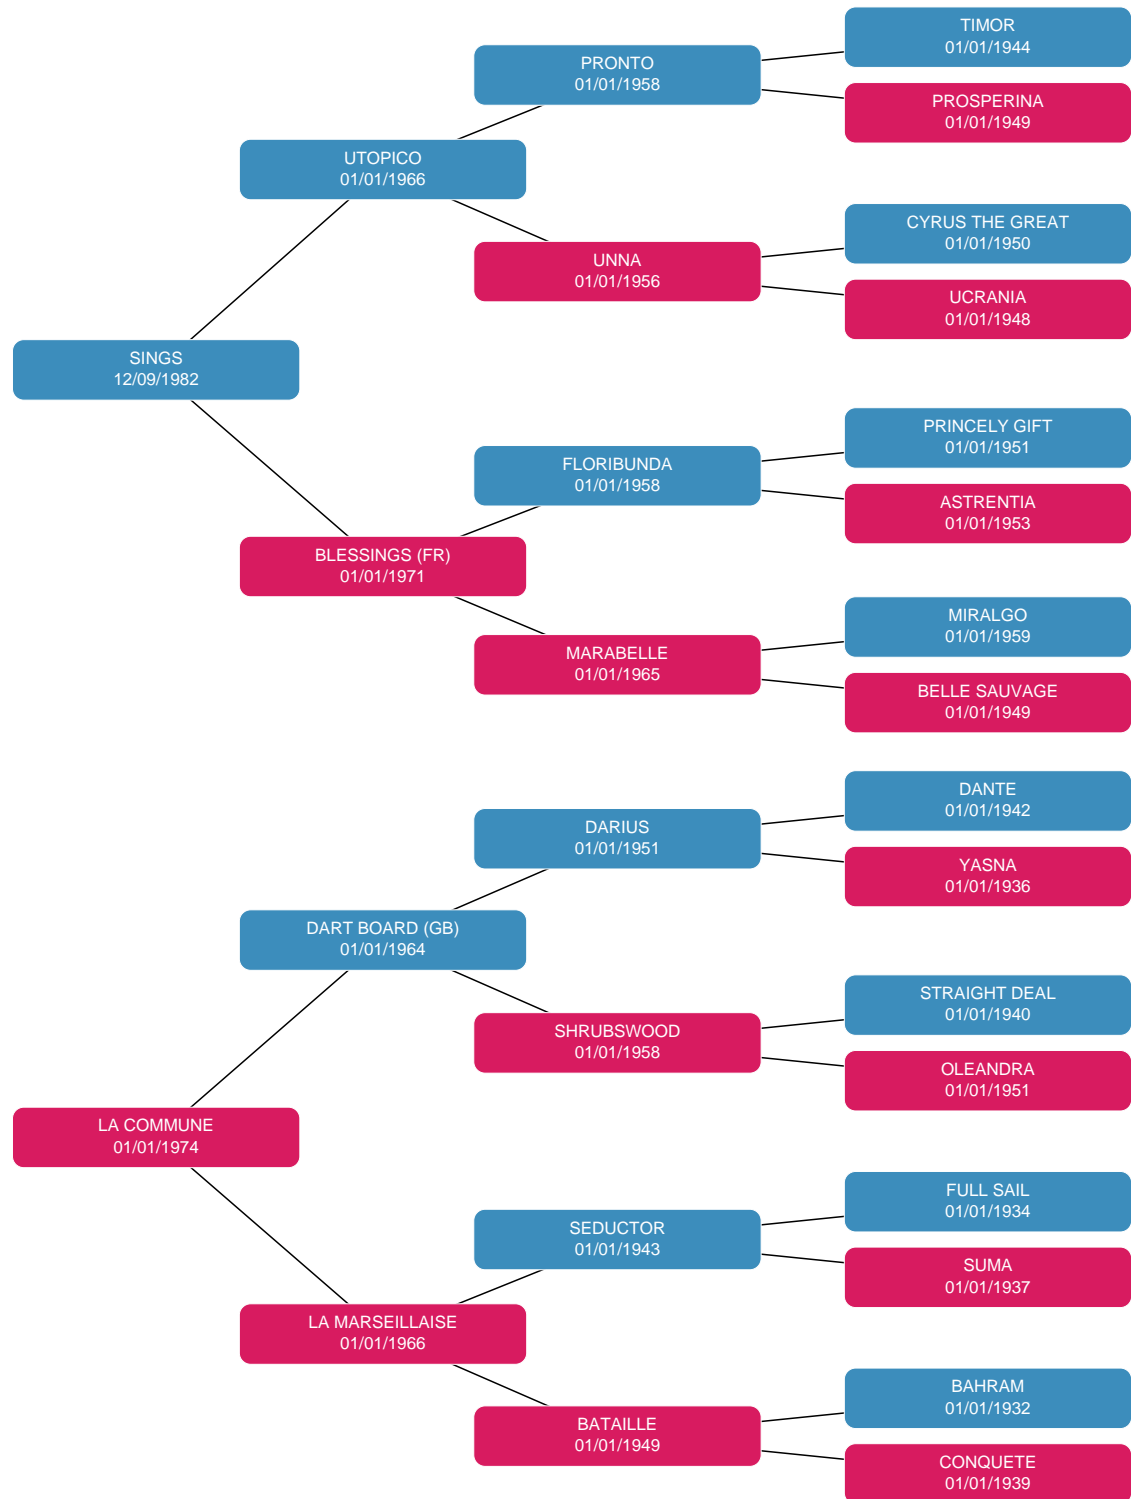 TIMOR
01/01/1944
PRONTO
01/01/1958
PROSPERINA
01/01/1949
UTOPICO
01/01/1966
CYRUS THE GREAT
01/01/1950
UNNA
01/01/1956
UCRANIA
01/01/1948
SINGS
12/09/1982
PRINCELY GIFT
01/01/1951
FLORIBUNDA
01/01/1958
ASTRENTIA
01/01/1953
BLESSINGS (FR)
01/01/1971
MIRALGO
01/01/1959
MARABELLE
01/01/1965
BELLE SAUVAGE
01/01/1949
DANTE
01/01/1942
DARIUS
01/01/1951
YASNA
01/01/1936
DART BOARD (GB)
01/01/1964
STRAIGHT DEAL
01/01/1940
SHRUBSWOOD
01/01/1958
OLEANDRA
01/01/1951
LA COMMUNE
01/01/1974
FULL SAIL
01/01/1934
SEDUCTOR
01/01/1943
SUMA
01/01/1937
LA MARSEILLAISE
01/01/1966
BAHRAM
01/01/1932
BATAILLE
01/01/1949
CONQUETE
01/01/1939